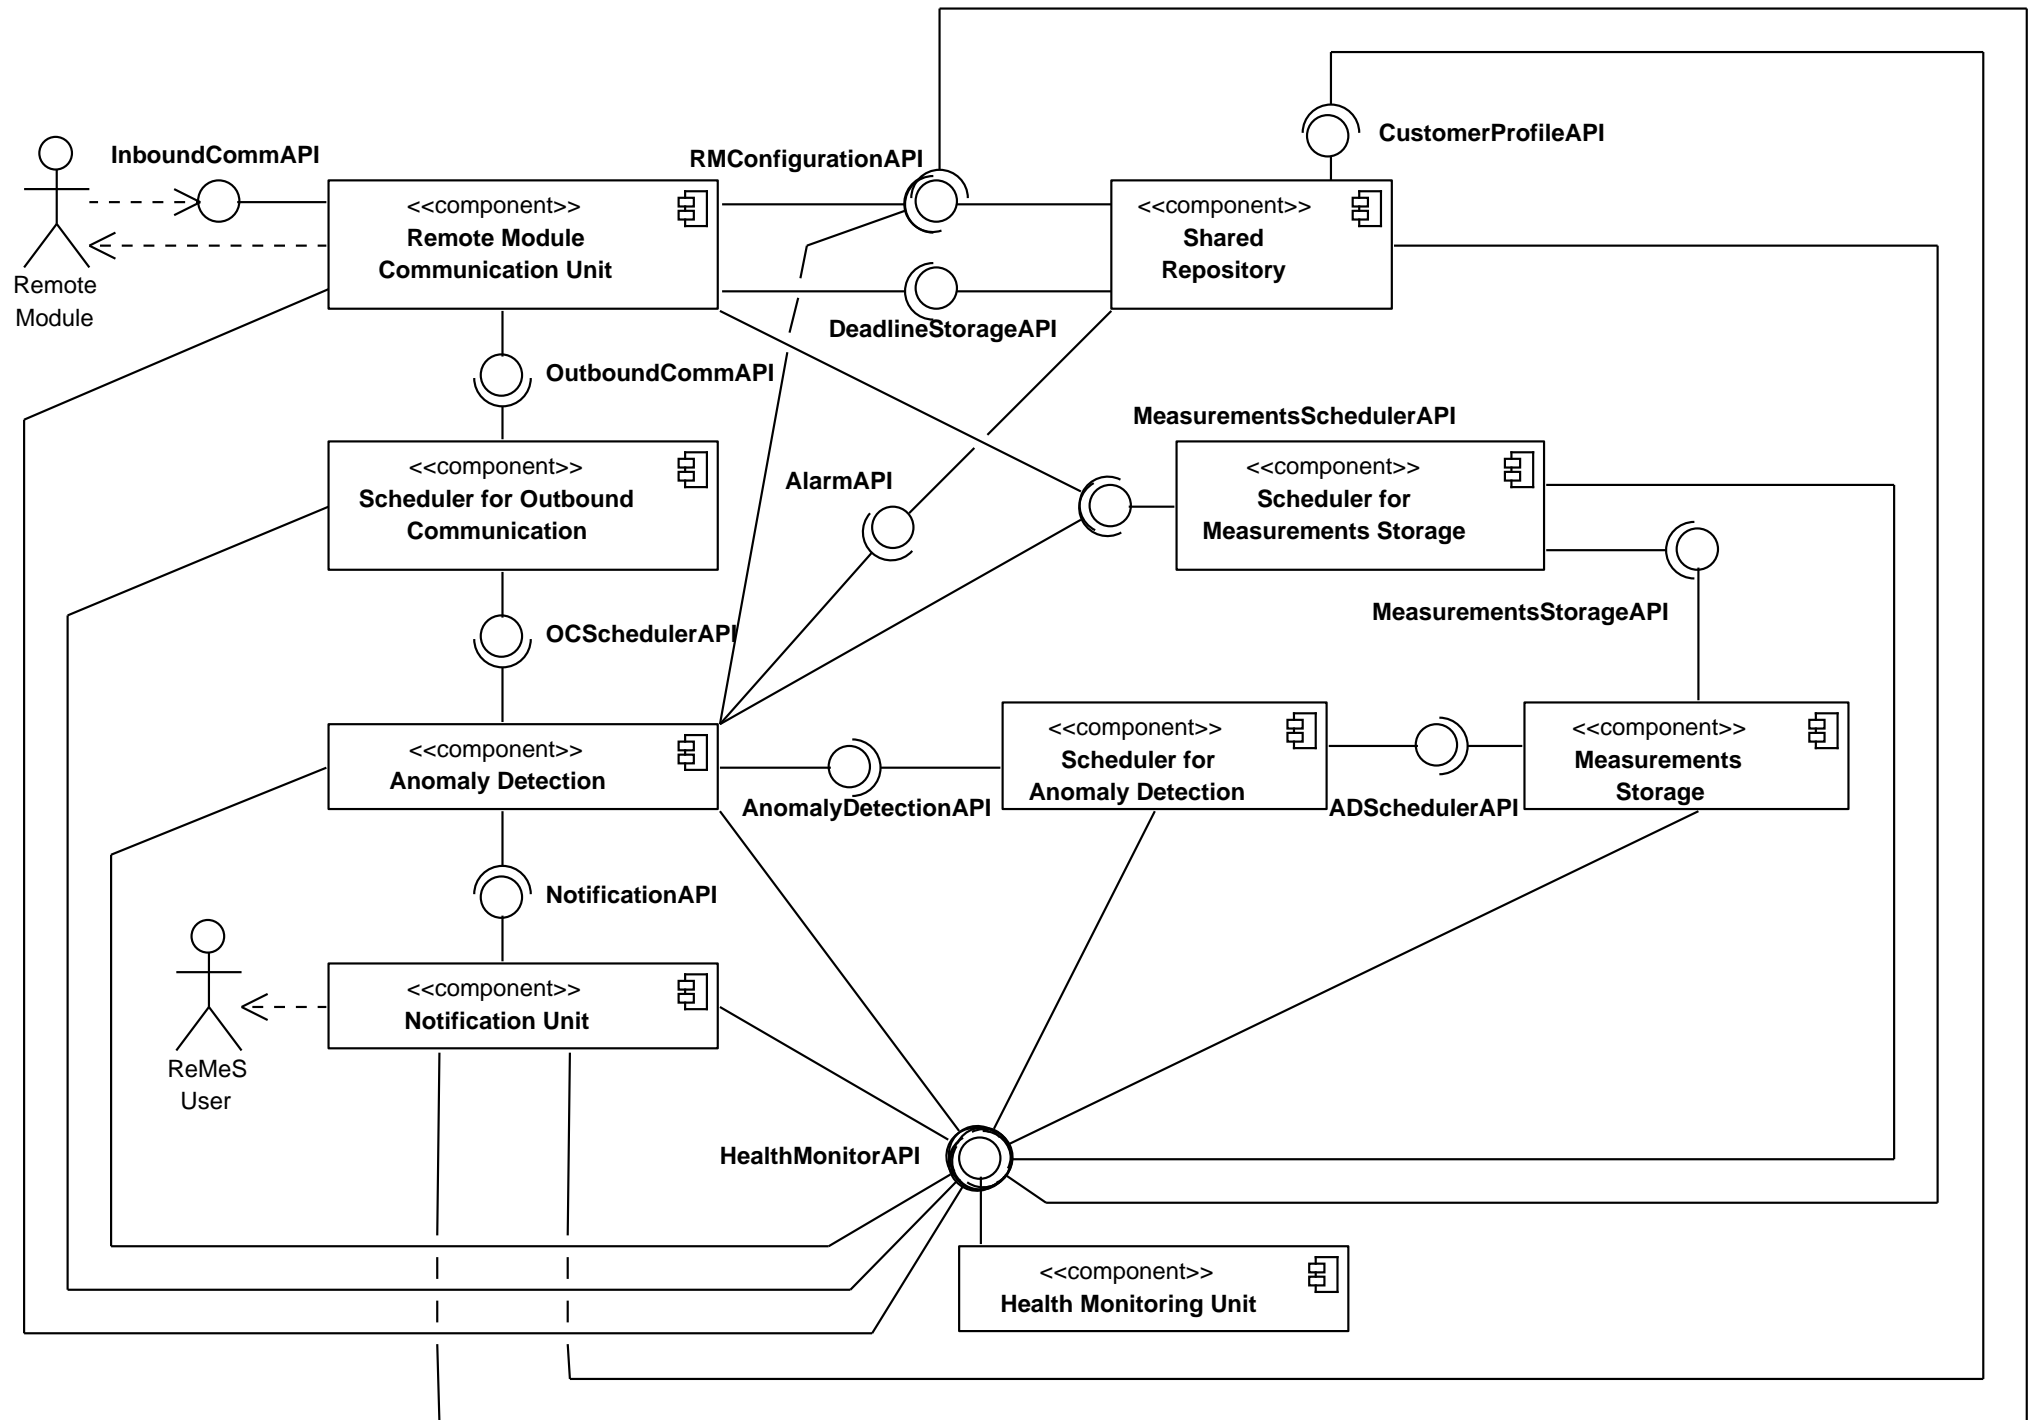 CustomerProfileAPI
InboundCommAPI
RMConfigurationAPI
<<component>>
Remote Module
Communication Unit
<<component>>
Shared
Repository
Remote
Module
DeadlineStorageAPI
OutboundCommAPI
MeasurementsSchedulerAPI
<<component>>
Scheduler for Outbound
Communication
AlarmAPI
<<component>>
Scheduler for
Measurements Storage
MeasurementsStorageAPI
OCSchedulerAPI
<<component>>
Anomaly Detection
<<component>>
Scheduler for
Anomaly Detection
<<component>>
Measurements
Storage
AnomalyDetectionAPI
ADSchedulerAPI
NotificationAPI
<<component>>
Notification Unit
ReMeS
User
HealthMonitorAPI
<<component>>
Health Monitoring Unit